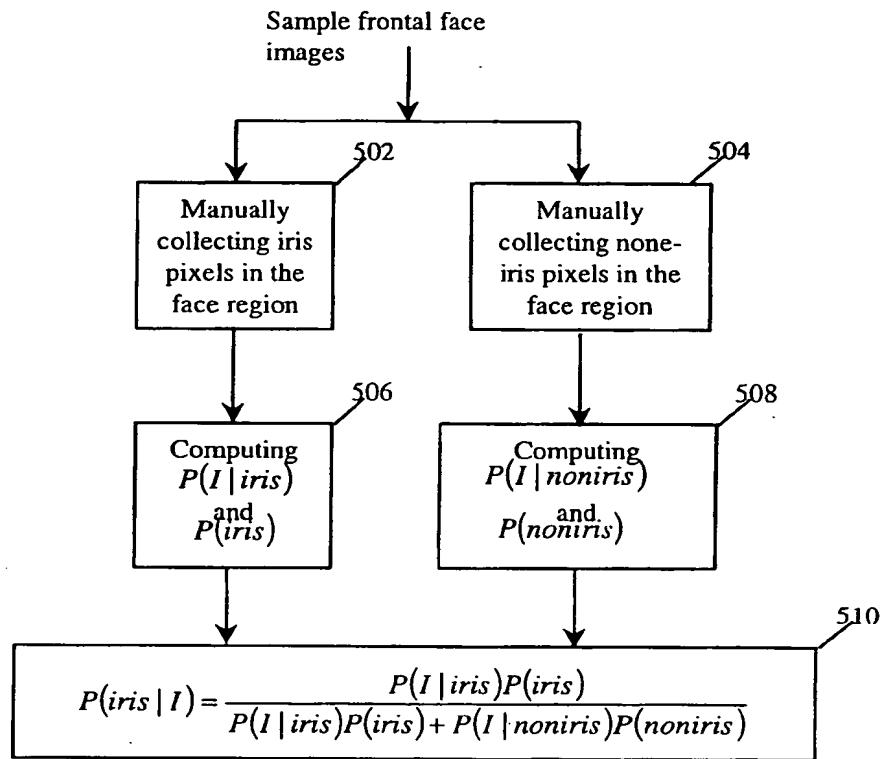 Sample frontal face
images
502
504
Manually
collecting iris
pixels in the
face region
Manually
collecting none-
iris pixels in the
face region
506
508
Computing
P(I | iris)
and
P(iris)
Computing
P(I | noniris)
and
P(noniris)
510
P(iris | I) = P(I | iris)P(iris) / P(I | iris)P(iris) + P(I | noniris)P(noniris)